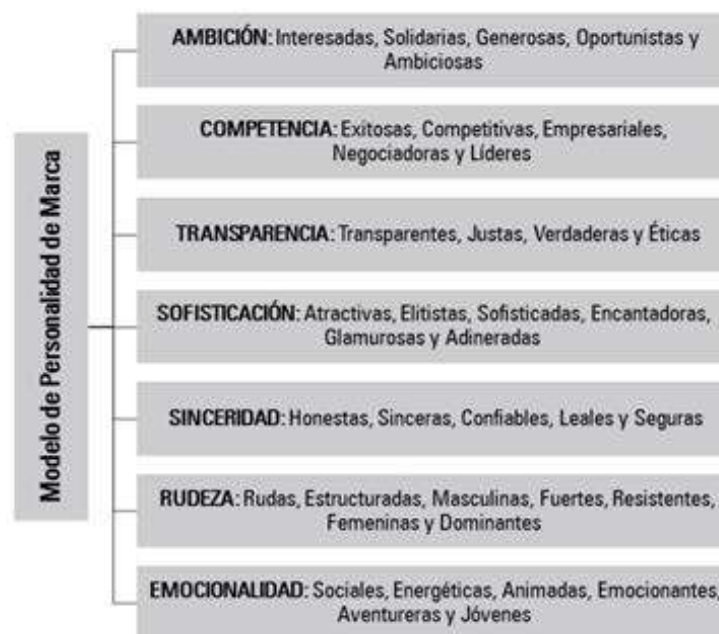 Modelo de Personalidad de Marca
AMBICIÓN: Interesadas, Solidarias, Generosas, Oportunistas y
Ambiciosas
COMPETENCIA: Exitosas, Competitivas, Empresariales,
Negociadoras y Líderes
TRANSPARENCIA: Transparentes, Justas, Verdaderas y Éticas
SOFISTICACIÓN: Atractivas, Elitistas, Sofisticadas, Encantadoras,
Glamurosas y Adineradas
SINCERIDAD: Honestas, Sinceras, Confiables, Leales y Seguras
RUDEZA: Rudas, Estructuradas, Masculinas, Fuertes, Resistentes,
Femeninas y Dominantes
EMOCIONALIDAD: Sociales, Energéticas, Animadas, Emocionantes,
Aventureras y Jóvenes